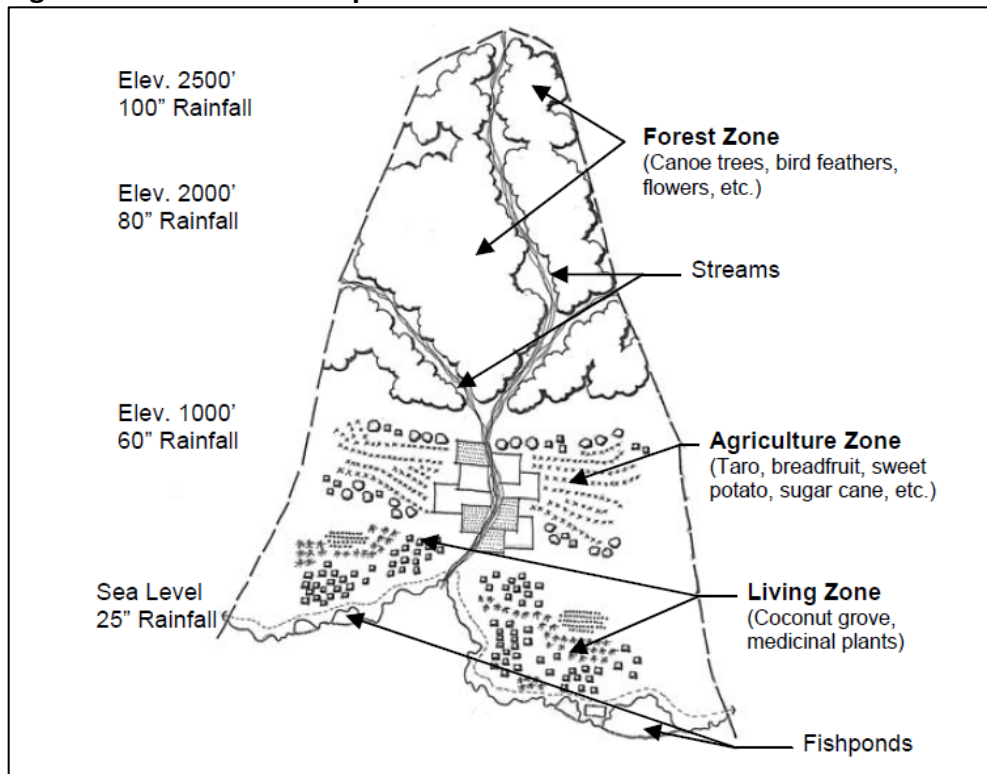 Elev. 2500’
100” Rainfall
Forest Zone
(Canoe trees, bird feathers,
flowers, etc.)
Elev. 2000’
80” Rainfall
Streams
Elev. 1000’
60” Rainfall
Agriculture Zone
(Taro, breadfruit, sweet
potato, sugar cane, etc.)
Sea Level
25” Rainfall
Living Zone
(Coconut grove,
medicinal plants)
Fishponds